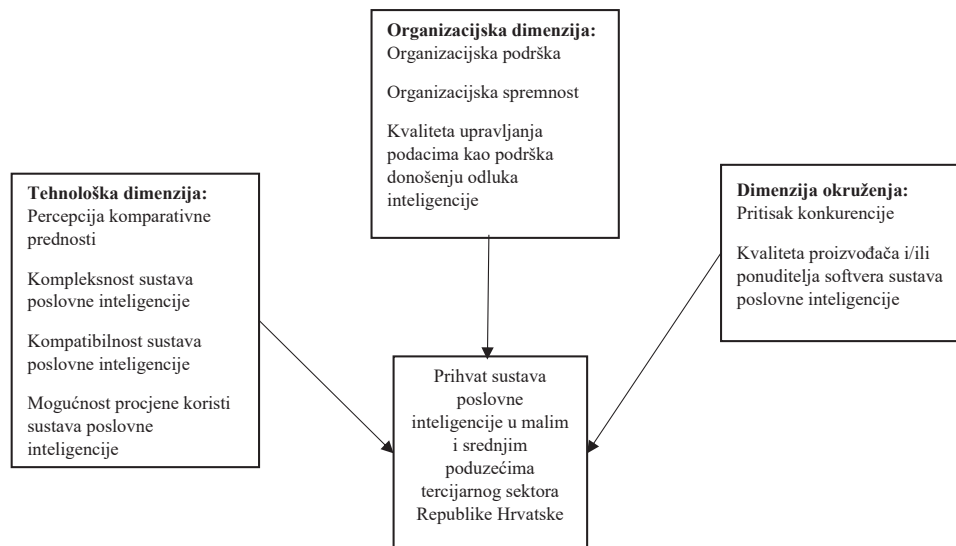 Organizacijska dimenzija:
Organizacijska podrška
Organizacijska spremnost
Kvaliteta upravljanja
podacima kao podrška
donošenju odluka
inteligencije
Tehnološka dimenzija:
Percepcija komparativne
prednosti
Kompleksnost sustava
poslovne inteligencije
Kompatibilnost sustava
poslovne inteligencije
Mogućnost procjene koristi
sustava poslovne
inteligencije
Dimenzija okruženja:
Pritisak konkurencije
Kvaliteta proizvođača i/ili
ponuditelja softvera sustava
poslovne inteligencije
Prihvat sustava
poslovne
inteligencije u malim
i srednjim
poduzećima
tercijarnog sektora
Republike Hrvatske